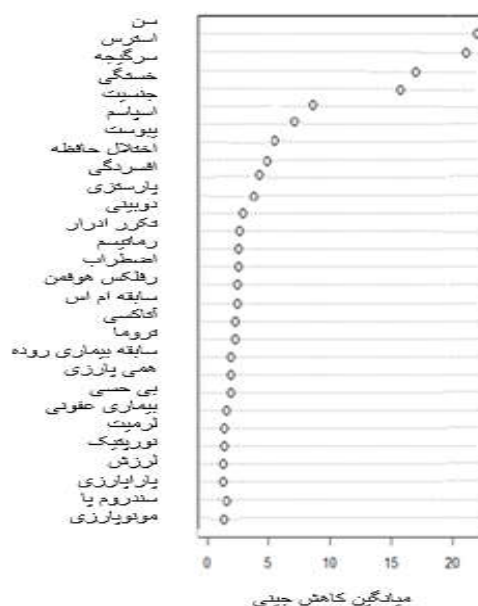 سن
استرس
سرگیجه
خستگی
جنسیت
اسپاسم
یبوست
اختلال حافظه
افسردگی
پارستزی
دوبینی
تکرر ادرار
رماتیسم
اضطراب
رفلکس هوفمن
سابقه ام اس
آتاکسی
تروما
سابقه بیماری روده
همی پارزی
بی حسی
بیماری عفونی
لرمیت
نوریتیک
لرزش
پاراپارزی
سندروم پا
مونوپارزی
0 5 10 15 20
میانگین کاهش جینی